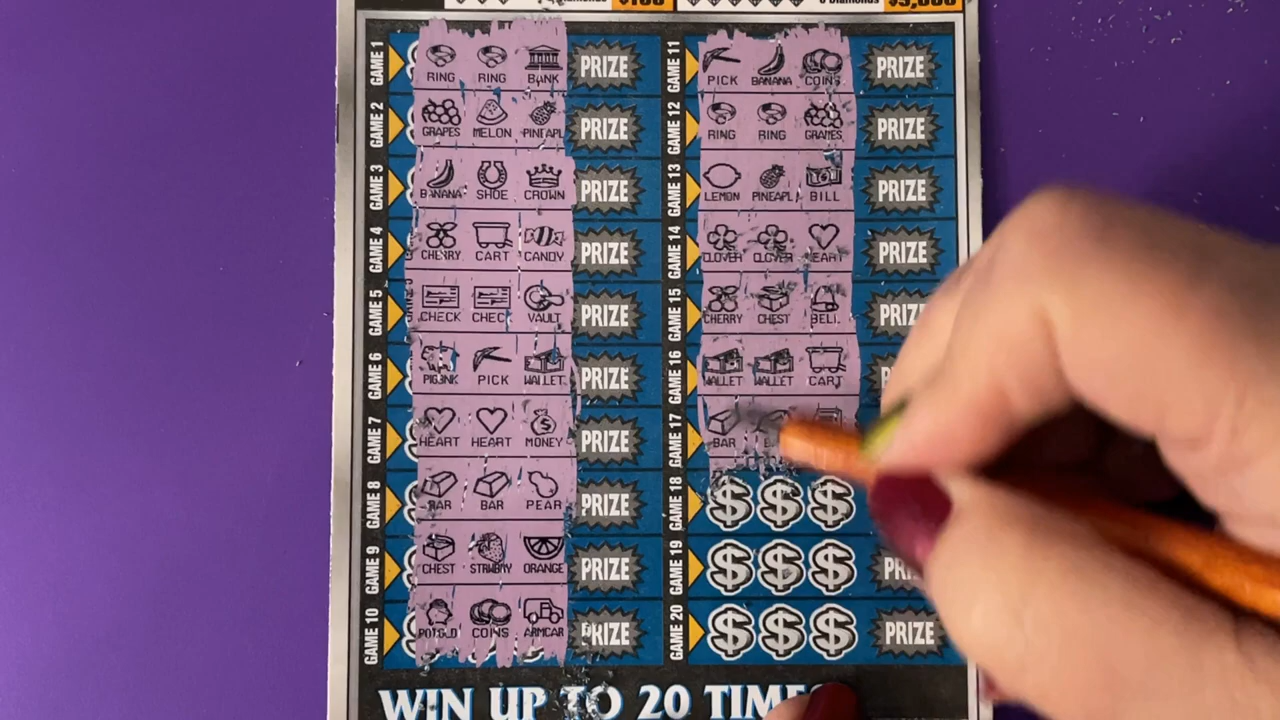 $100
$5,000
GAME 1 RING RING BANK PRIZE
GAME 2 GRAPES MELON PINEAPL PRIZE
GAME 3 BANANA SHOE CROWN PRIZE
GAME 4 CHERRY CART CANDY PRIZE
GAME 5 CHECK CHECK VAULT PRIZE
GAME 6 PIGBNK PICK WALLET PRIZE
GAME 7 HEART HEART MONEY PRIZE
GAME 8 BAR BAR PEAR PRIZE
GAME 9 CHEST STRWBRY ORANGE PRIZE
GAME 10 POTGLD COINS ARMCAR PRIZE
GAME 11 PICK BANANA COINS PRIZE
GAME 12 RING RING GRAPES PRIZE
GAME 13 LEMON PINEAPL BILL PRIZE
GAME 14 CLOVER CLOVER HEART PRIZE
GAME 15 CHERRY CHEST BELL PRIZE
GAME 16 WALLET WALLET CART
GAME 17 BAR
GAME 18 $ $ $
GAME 19 $ $ $
GAME 20 $ $ $ PRIZE
WIN UP TO 20 TIMES